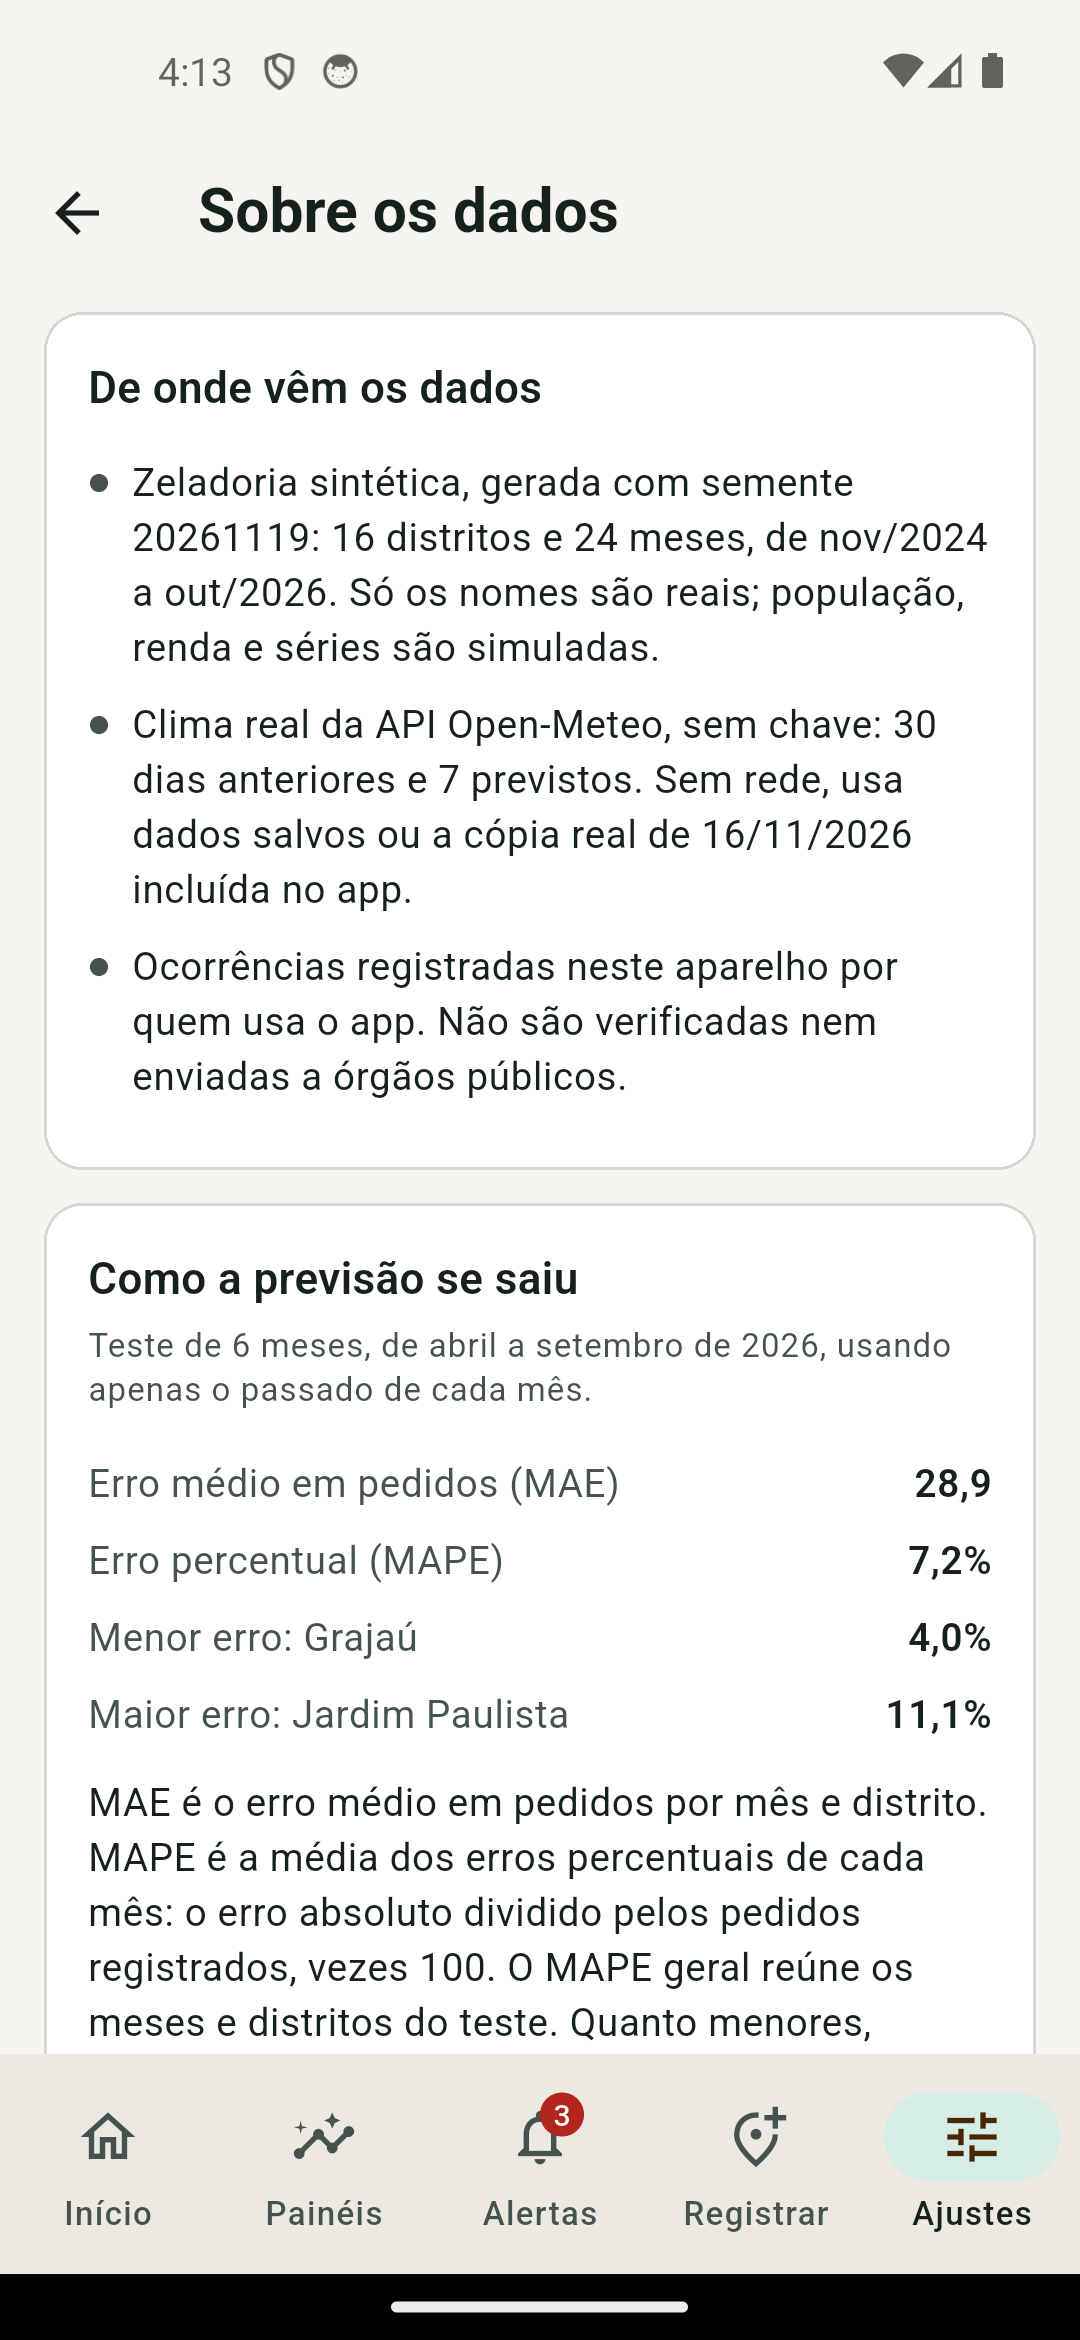 4:13
Sobre os dados
De onde vêm os dados
Zeladoria sintética, gerada com semente
20261119: 16 distritos e 24 meses, de nov/2024
a out/2026. Só os nomes são reais; população,
renda e séries são simuladas.
Clima real da API Open-Meteo, sem chave: 30
dias anteriores e 7 previstos. Sem rede, usa
dados salvos ou a cópia real de 16/11/2026
incluída no app.
Ocorrências registradas neste aparelho por
quem usa o app. Não são verificadas nem
enviadas a órgãos públicos.
Como a previsão se saiu
Teste de 6 meses, de abril a setembro de 2026, usando
apenas o passado de cada mês.
Erro médio em pedidos (MAE) 28,9
Erro percentual (MAPE) 7,2%
Menor erro: Grajaú 4,0%
Maior erro: Jardim Paulista 11,1%
MAE é o erro médio em pedidos por mês e distrito.
MAPE é a média dos erros percentuais de cada
mês: o erro absoluto dividido pelos pedidos
registrados, vezes 100. O MAPE geral reúne os
meses e distritos do teste. Quanto menores,
3
Início Painéis Alertas Registrar Ajustes